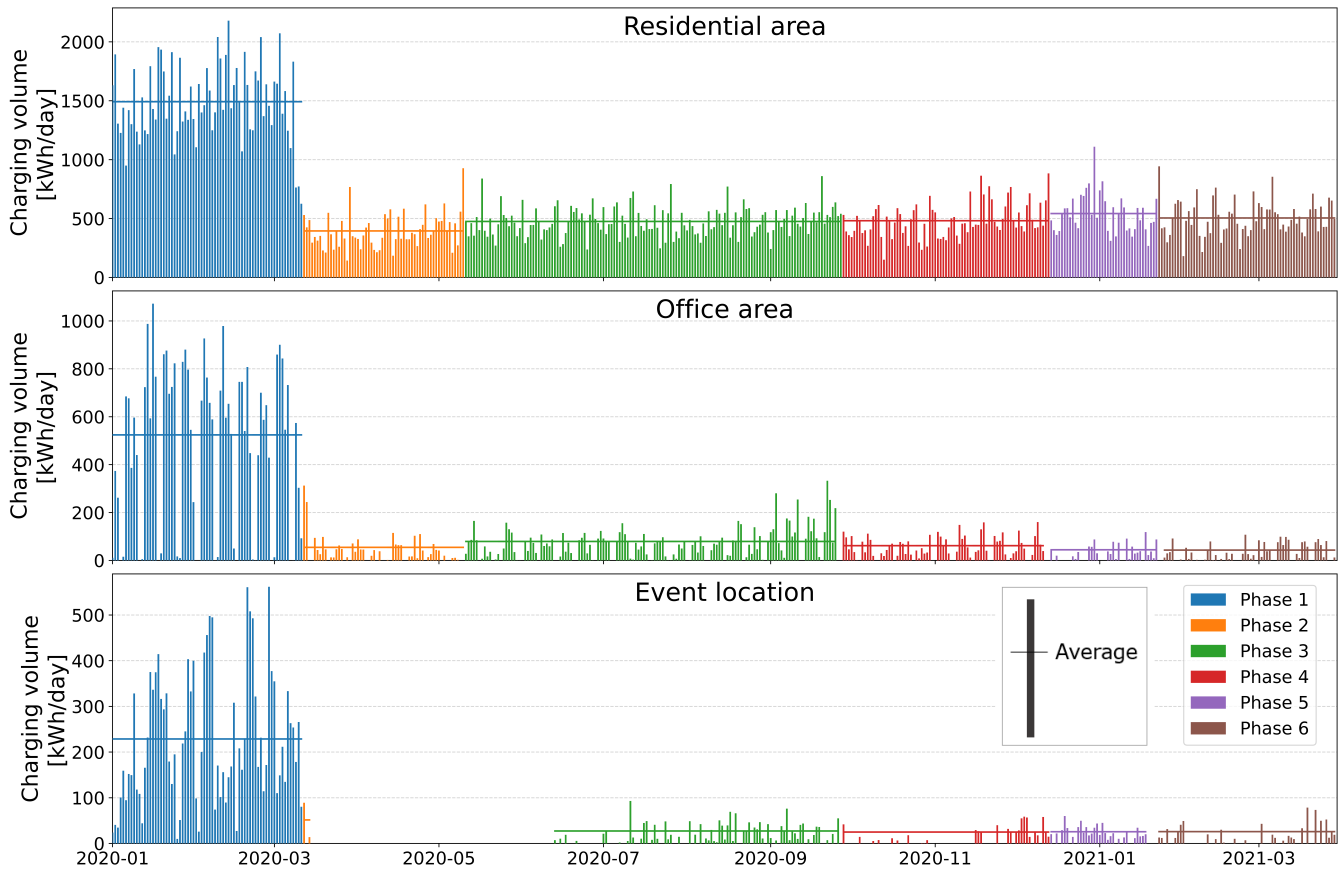 Residential area
Charging volume
[kWh/day]
2000
1500
1000
500
0
Office area
Charging volume
[kWh/day]
1000
800
600
400
200
0
Event location
Charging volume
[kWh/day]
500
400
300
200
100
0
Average
Phase 1
Phase 2
Phase 3
Phase 4
Phase 5
Phase 6
2020-01
2020-03
2020-05
2020-07
2020-09
2020-11
2021-01
2021-03